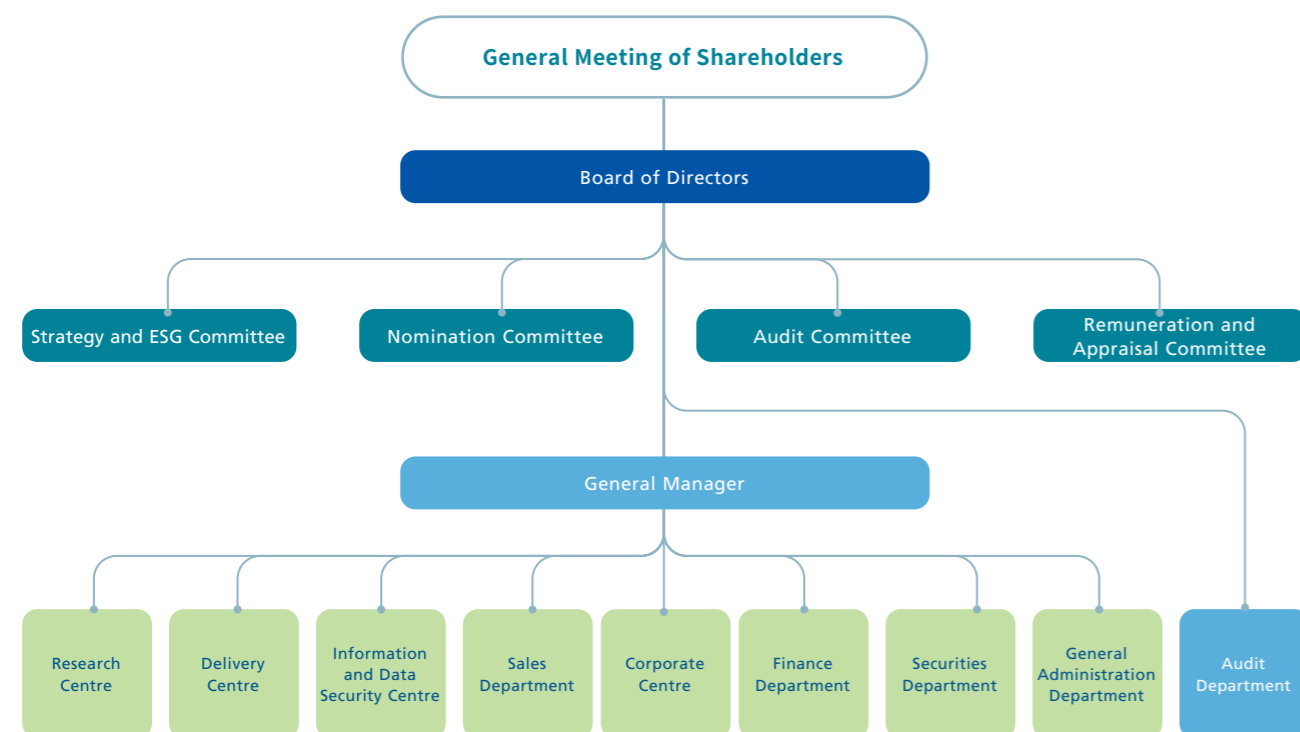 General Meeting of Shareholders
Board of Directors
Strategy and ESG Committee
Nomination Committee
Audit Committee
Remuneration and
Appraisal Committee
General Manager
Research
Centre
Delivery
Centre
Information
and Data
Security Centre
Sales
Department
Corporate
Centre
Finance
Department
Securities
Department
General
Administration
Department
Audit
Department